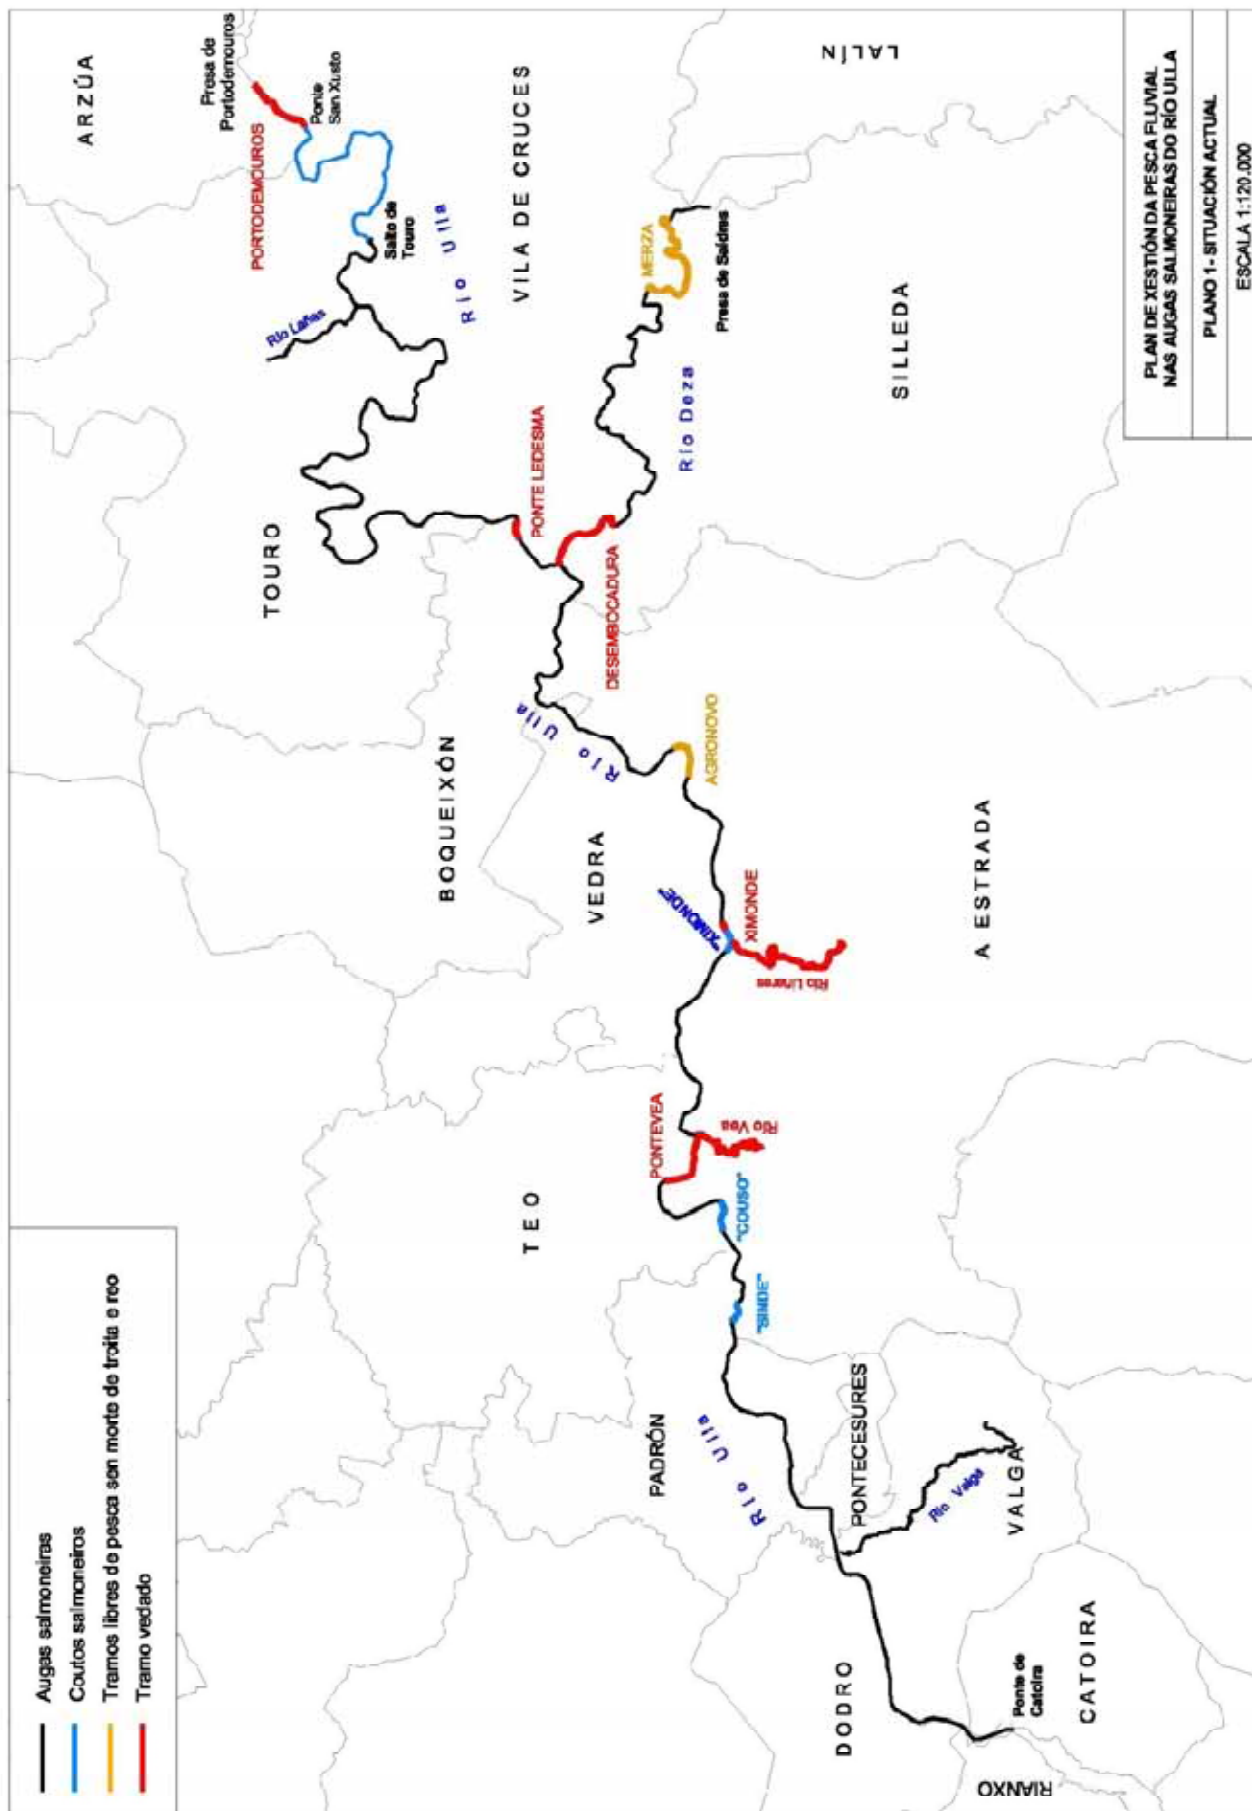 Augas salmoneiras
Coutos salmoneiros
Tramos libres de pesca sen morte de troita e reo
Tramo vedado
ARZÚA
Presa de
Portodemouros
PORTODEMOUROS
Ponte
San Xusto
Salto de
Touro
Río Ulla
Río Lañas
VILA DE CRUCES
LALÍN
TOURO
PONTE LEDESMA
MERZA
Presa de Saídres
Río Deza
SILLEDA
DESEMBOCADURA
BOQUEIXÓN
Río Ulla
AGRONOVO
VEDRA
"XIMONDE"
XIMONDE
Río Liñares
A ESTRADA
TEO
PONTEVEA
Río Vea
"COUSO"
"SINDE"
PADRÓN
Río Ulla
PONTECESURES
Río Valga
VALGA
DODRO
Ponte de
Catoira
CATOIRA
RIANXO
PLAN DE XESTIÓN DA PESCA FLUVIAL
NAS AUGAS SALMONEIRAS DO RÍO ULLA
PLANO 1 - SITUACIÓN ACTUAL
ESCALA 1:120.000